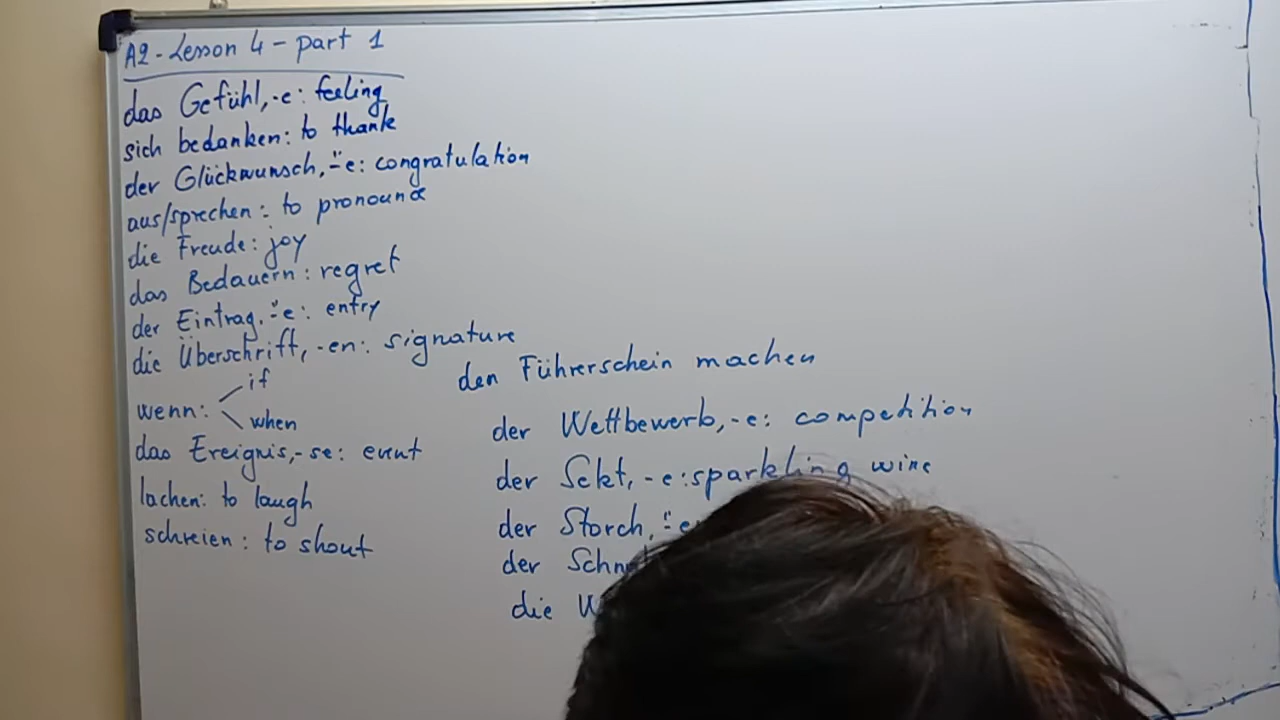 A2 - Lesson 4 - part 1
das Gefühl, -e: feeling
sich bedanken: to thank
der Glückwunsch, -̈e: congratulation
aus/sprechen: to pronounce
die Freude: joy
das Bedauern: regret
der Eintrag, -̈e: entry
die Überschrift, -en: signature
wenn: if
when
das Ereignis, -se: event
lachen: to laugh
schreien: to shout
den Führerschein machen
der Wettbewerb, -e: competition
der Sekt, -e: sparkling wine
der Storch, -̈e
der
die